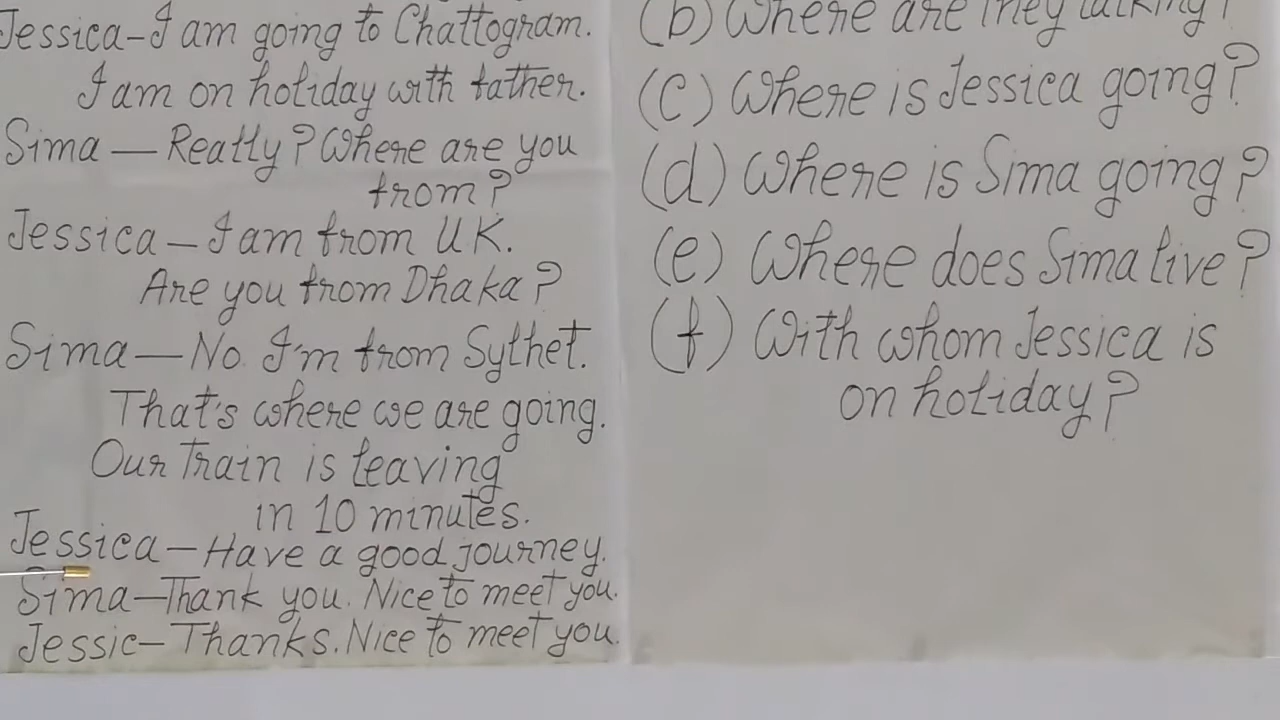 Jessica-I am going to Chattogram.
I am on holiday with father.
Sima — Really? Where are you
from?
Jessica - I am from UK.
Are you from Dhaka?
Sima — No. I'm from Sylhet.
That's where we are going.
Our Train is leaving
in 10 minutes.
Jessica - Have a good journey.
Sima - Thank you. Nice to meet you.
Jessic - Thanks. Nice to meet you.
(b) Where are they talking?
(c) Where is Jessica going?
(d) Where is Sima going?
(e) Where does Sima live?
(f) With whom Jessica is
on holiday?